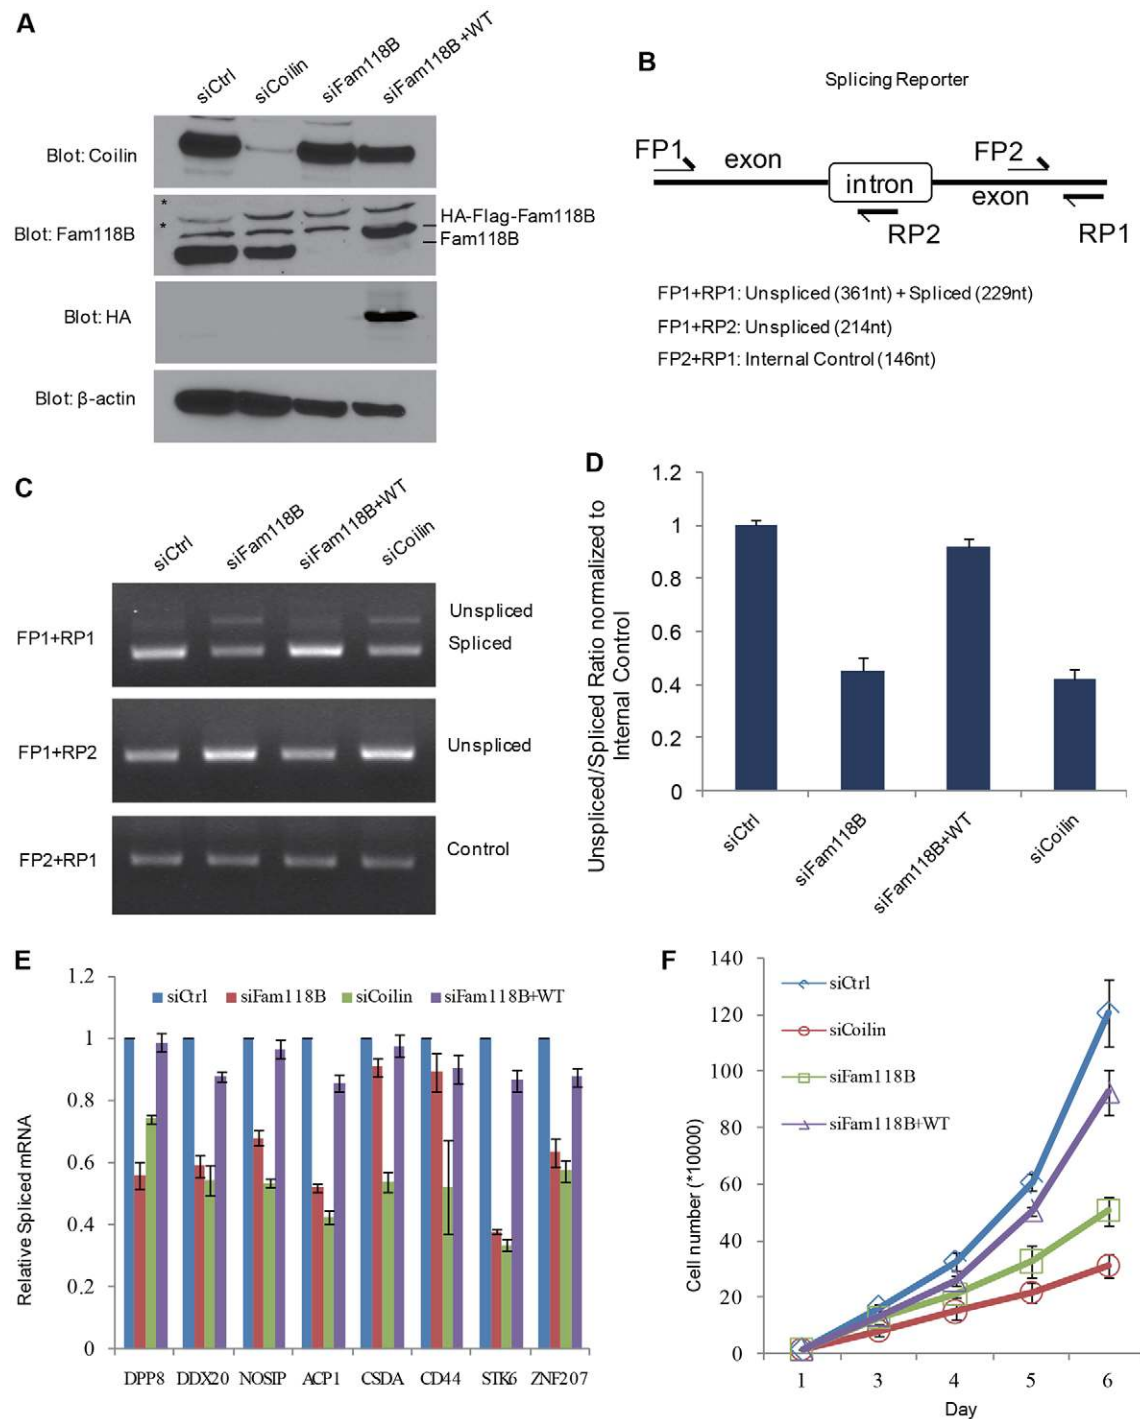 A
siCtrl
siCoilin
siFam118B
siFam118B+WT
Blot: Coilin
*
*
Blot: Fam118B
HA-Flag-Fam118B
Fam118B
Blot: HA
Blot: β-actin
B
Splicing Reporter
FP1
exon
intron
FP2
exon
RP2
RP1
FP1+RP1: Unspliced (361nt) + Spliced (229nt)
FP1+RP2: Unspliced (214nt)
FP2+RP1: Internal Control (146nt)
C
siCtrl
siFam118B
siFam118B+WT
siCoilin
FP1+RP1
Unspliced
Spliced
FP1+RP2
Unspliced
FP2+RP1
Control
D
Unspliced/Spliced Ratio normalized to
Internal Control
1.2
1
0.8
0.6
0.4
0.2
0
siCtrl
siFam118B
siFam118B+WT
siCoilin
E
Relative Spliced mRNA
1.2
1
0.8
0.6
0.4
0.2
0
siCtrl siFam118B siCoilin siFam118B+WT
DPP8 DDX20 NOSIP ACP1 CSDA CD44 STK6 ZNF207
F
Cell number (*10000)
140
120
100
80
60
40
20
0
siCtrl
siCoilin
siFam118B
siFam118B+WT
1 3 4 5 6
Day